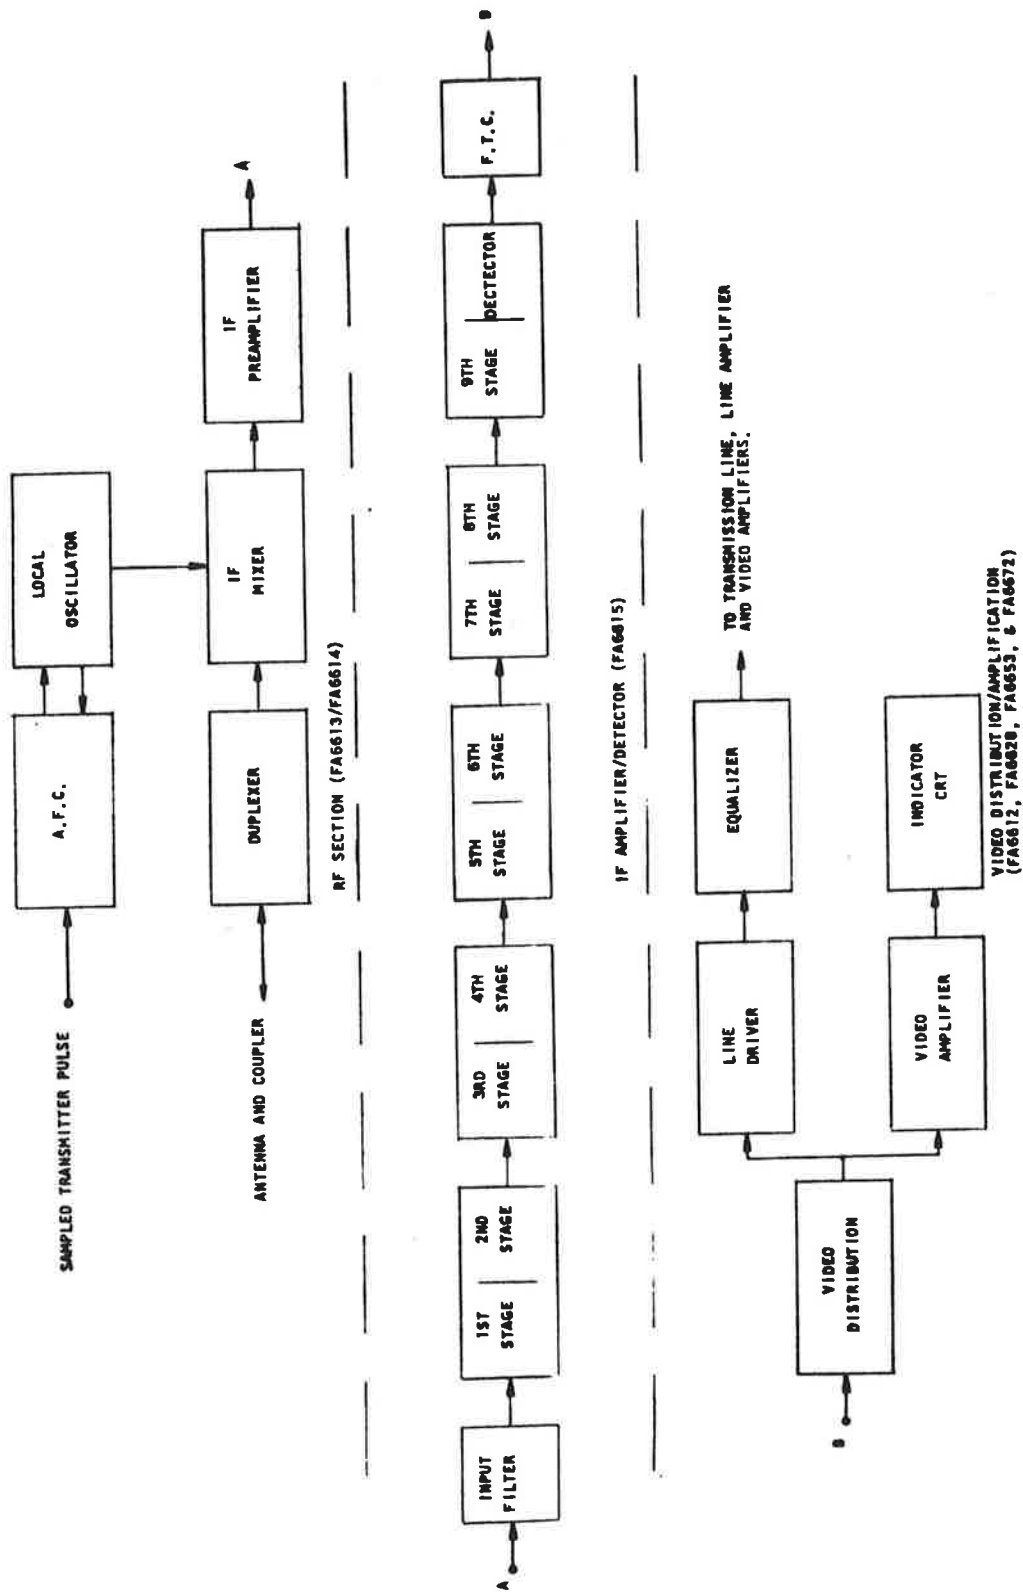 SAMPLED TRANSMITTER PULSE
A.F.C.
LOCAL
OSCILLATOR
ANTENNA AND COUPLER
DUPLEXER
IF
MIXER
IF
PREAMPLIFIER
A
RF SECTION (FA6613/FA6614)
A
INPUT
FILTER
1ST
STAGE
2ND
STAGE
3RD
STAGE
4TH
STAGE
5TH
STAGE
6TH
STAGE
7TH
STAGE
8TH
STAGE
9TH
STAGE
DECTECTOR
F.T.C.
B
IF AMPLIFIER/DETECTOR (FA6615)
B
VIDEO
DISTRIBUTION
LINE
DRIVER
EQUALIZER
TO TRANSMISSION LINE, LINE AMPLIFIER
AND VIDEO AMPLIFIERS.
VIDEO
AMPLIFIER
INDICATOR
CRT
VIDEO DISTRIBUTION/AMPLIFICATION
(FA6612, FA6628, FA6653, & FA6672)